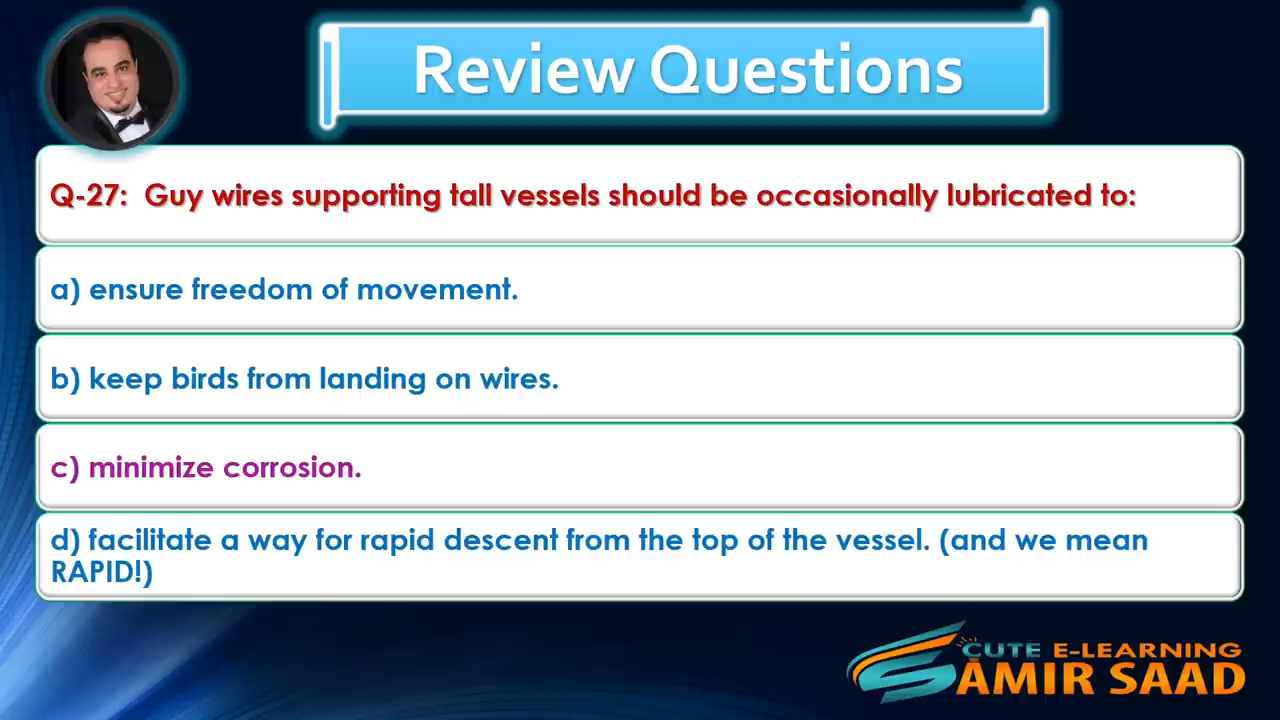 Review Questions
Q-27: Guy wires supporting tall vessels should be occasionally lubricated to:
a) ensure freedom of movement.
b) keep birds from landing on wires.
c) minimize corrosion.
d) facilitate a way for rapid descent from the top of the vessel. (and we mean
RAPID!)
CUTE E-LEARNING
AMIR SAAD